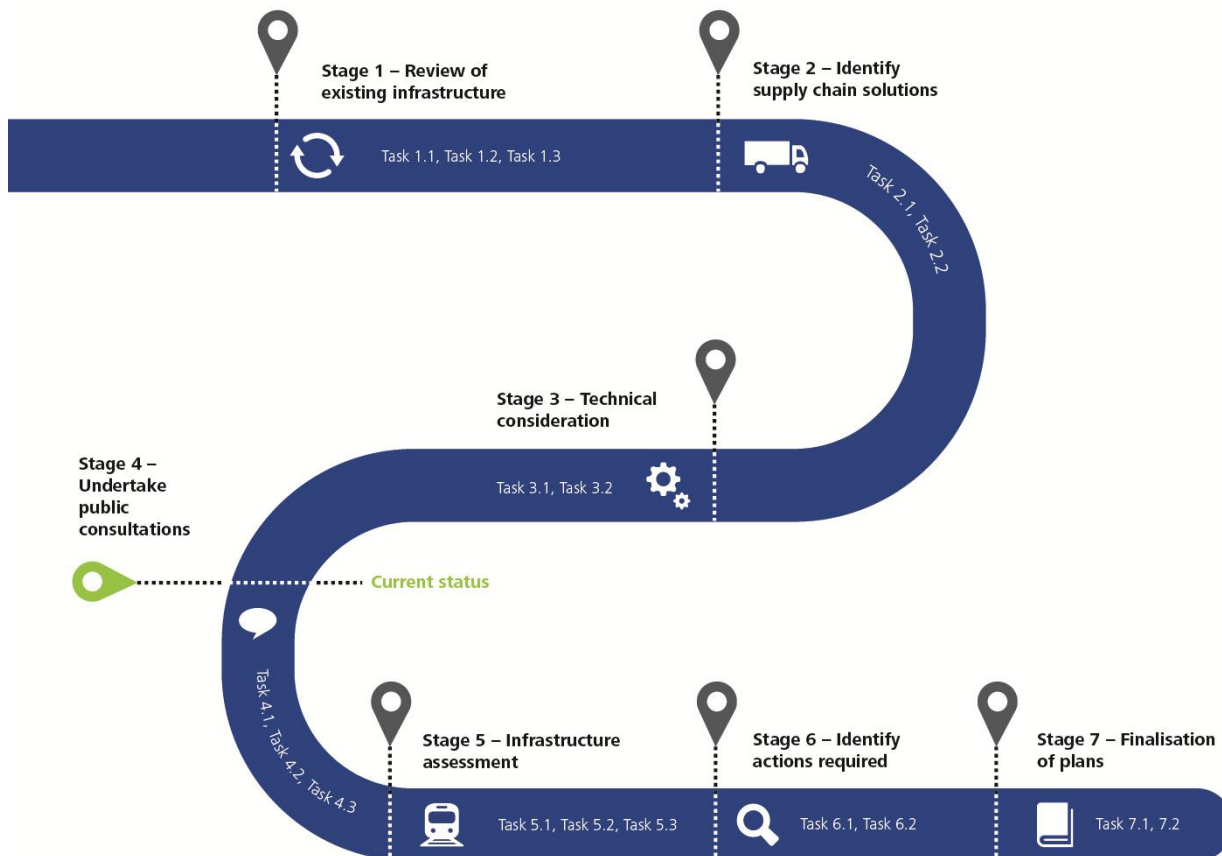 Stage 1 – Review of
existing infrastructure
Stage 2 – Identify
supply chain solutions
Task 1.1, Task 1.2, Task 1.3
Task 2.1, Task 2.2
Stage 3 – Technical
consideration
Task 3.1, Task 3.2
Stage 4 –
Undertake
public
consultations
Current status
Task 4.1, Task 4.2, Task 4.3
Stage 5 – Infrastructure
assessment
Stage 6 – Identify
actions required
Stage 7 – Finalisation
of plans
Task 5.1, Task 5.2, Task 5.3
Task 6.1, Task 6.2
Task 7.1, 7.2